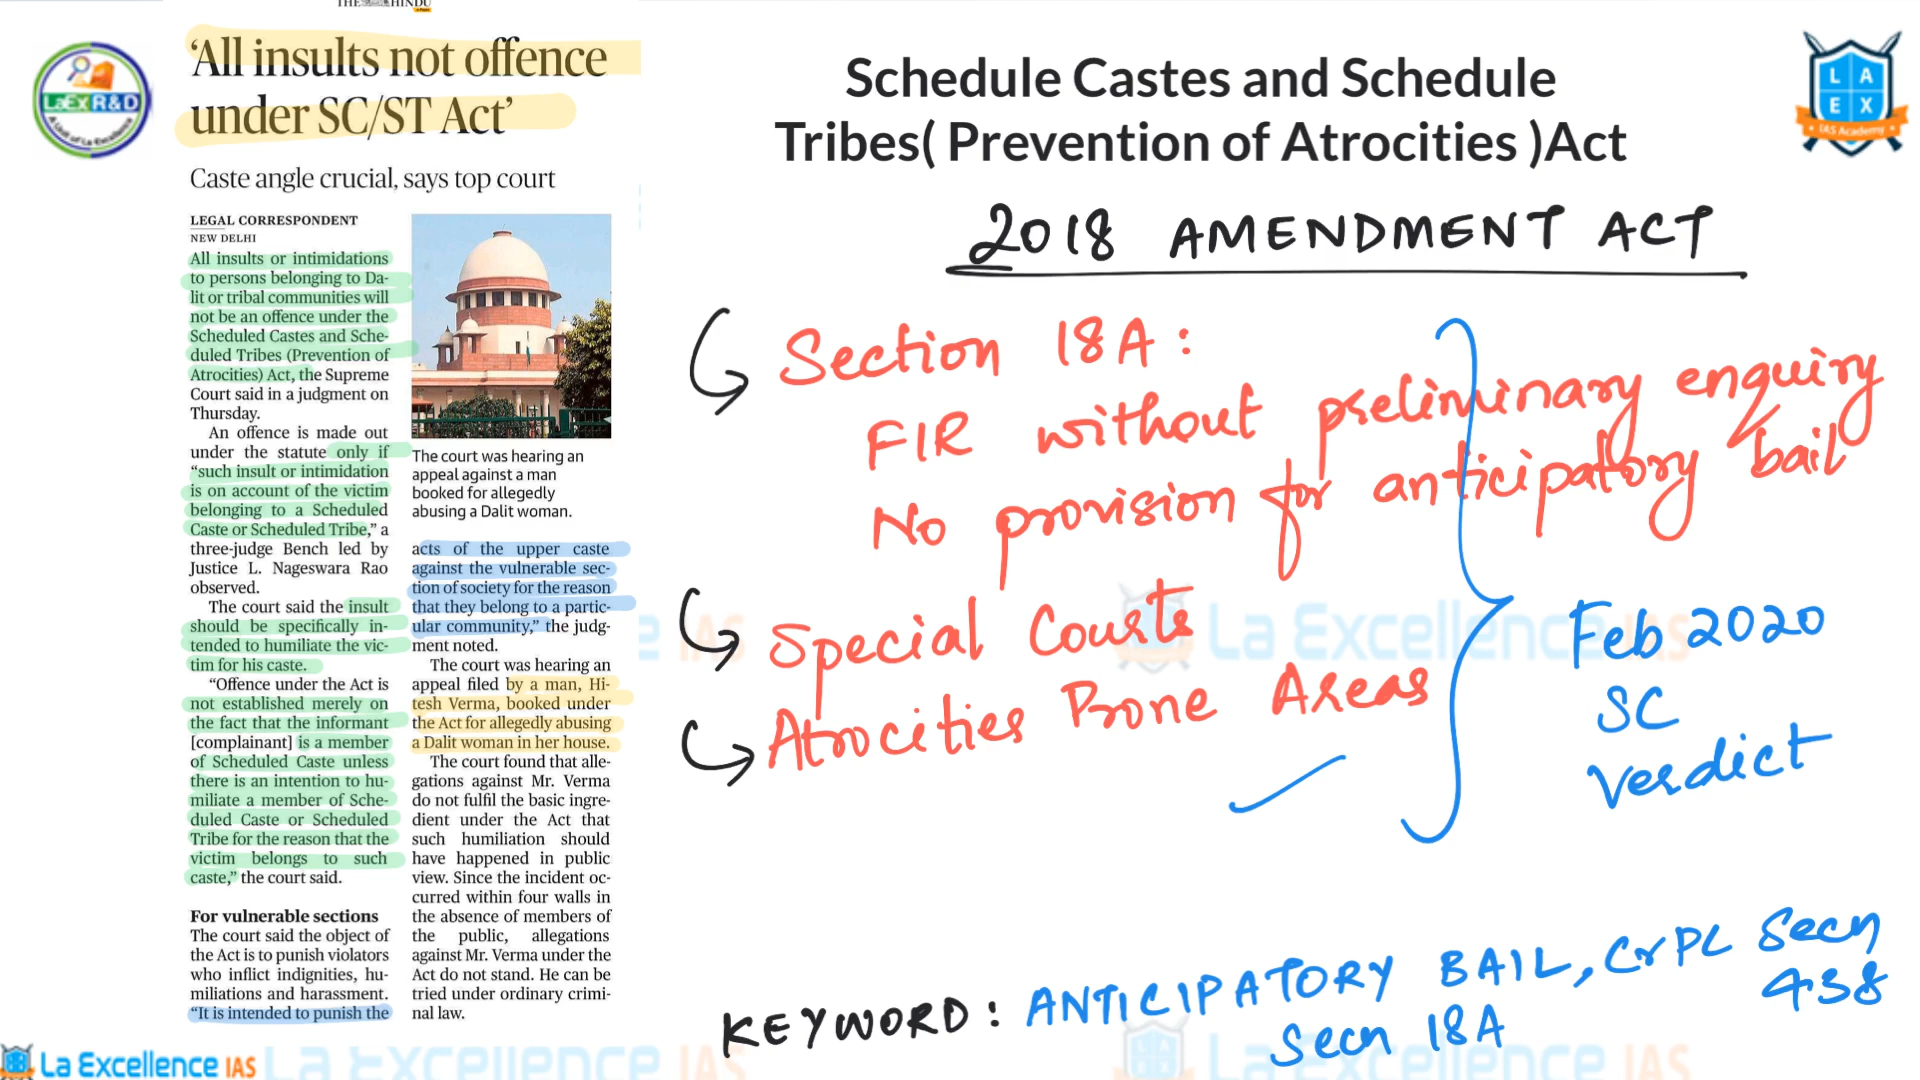 THE HINDU
'All insults not offence
under SC/ST Act'
Caste angle crucial, says top court
LEGAL CORRESPONDENT
NEW DELHI
All insults or intimidations
to persons belonging to Da-
lit or tribal communities will
not be an offence under the
Scheduled Castes and Sche-
duled Tribes (Prevention of
Atrocities) Act, the Supreme
Court said in a judgment on
Thursday.
An offence is made out
under the statute only if
"such insult or intimidation
is on account of the victim
belonging to a Scheduled
Caste or Scheduled Tribe," a
three-judge Bench led by
Justice L. Nageswara Rao
observed.
The court said the insult
should be specifically in-
tended to humiliate the vic-
tim for his caste.
"Offence under the Act is
not established merely on
the fact that the informant
[complainant] is a member
of Scheduled Caste unless
there is an intention to hu-
miliate a member of Sche-
duled Caste or Scheduled
Tribe for the reason that the
victim belongs to such
caste," the court said.
For vulnerable sections
The court said the object of
the Act is to punish violators
who inflict indignities, hu-
miliations and harassment.
"It is intended to punish the
The court was hearing an
appeal against a man
booked for allegedly
abusing a Dalit woman.
acts of the upper caste
against the vulnerable sec-
tion of society for the reason
that they belong to a partic-
ular community," the judg-
ment noted.
The court was hearing an
appeal filed by a man, Hi-
tesh Verma, booked under
the Act for allegedly abusing
a Dalit woman in her house.
The court found that alle-
gations against Mr. Verma
do not fulfil the basic ingre-
dient under the Act that
such humiliation should
have happened in public
view. Since the incident oc-
curred within four walls in
the absence of members of
the public, allegations
against Mr. Verma under the
Act do not stand. He can be
tried under ordinary crimi-
nal law.
LaEx R&D
A Unit of La Excellence
Schedule Castes and Schedule
Tribes( Prevention of Atrocities )Act
L A
E X
IAS Academy
2018 AMENDMENT ACT
Section 18A:
FIR without preliminary enquiry
No provision for anticipatory bail
Special Courts
Atrocities Prone Areas
Feb 2020
SC
Verdict
KEYWORD: ANTICIPATORY BAIL, CrPC Secn
438
Secn 18A
La Excellence IAS
La Excellence IAS
La Excellence IAS
La Excellence IAS